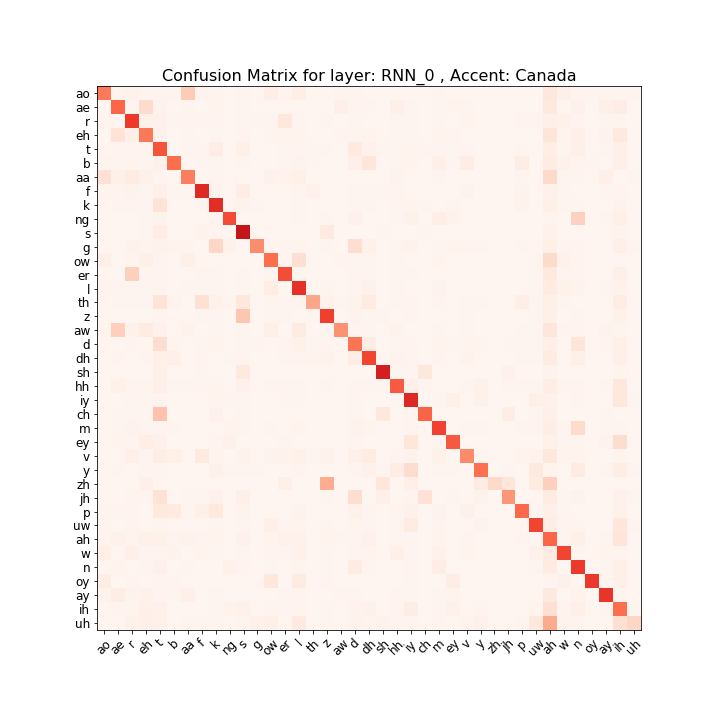 Confusion Matrix for layer: RNN_0 , Accent: Canada
ao
ae
r
eh
t
b
aa
f
k
ng
s
g
ow
er
l
th
z
aw
d
dh
sh
hh
iy
ch
m
ey
v
y
zh
jh
p
uw
ah
w
n
oy
ay
ih
uh
ao ae r eh t b aa f k ng s g ow er l th z aw d dh sh hh iy ch m ey v y zh jh p uw ah w n oy ay ih uh